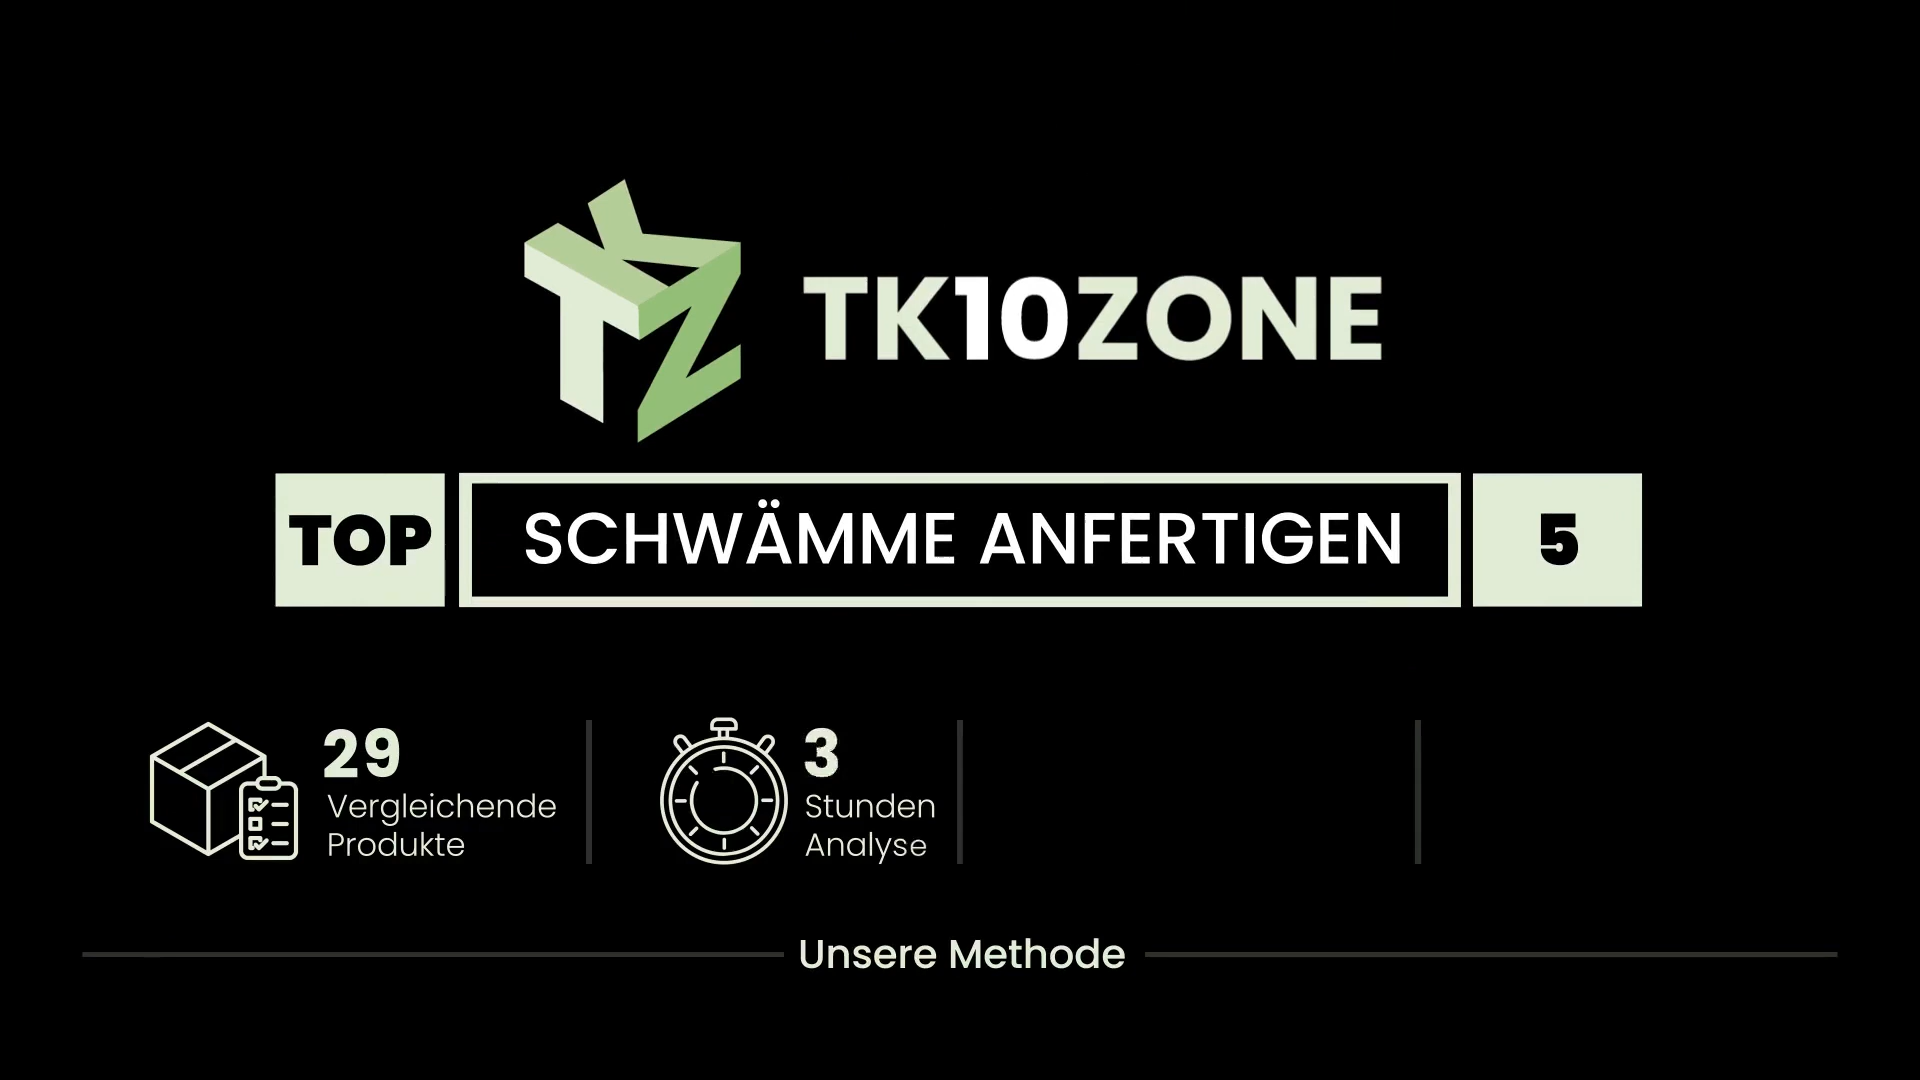 TK10ZONE
TOP SCHWÄMME ANFERTIGEN 5
29
Vergleichende
Produkte
3
Stunden
Analyse
Unsere Methode